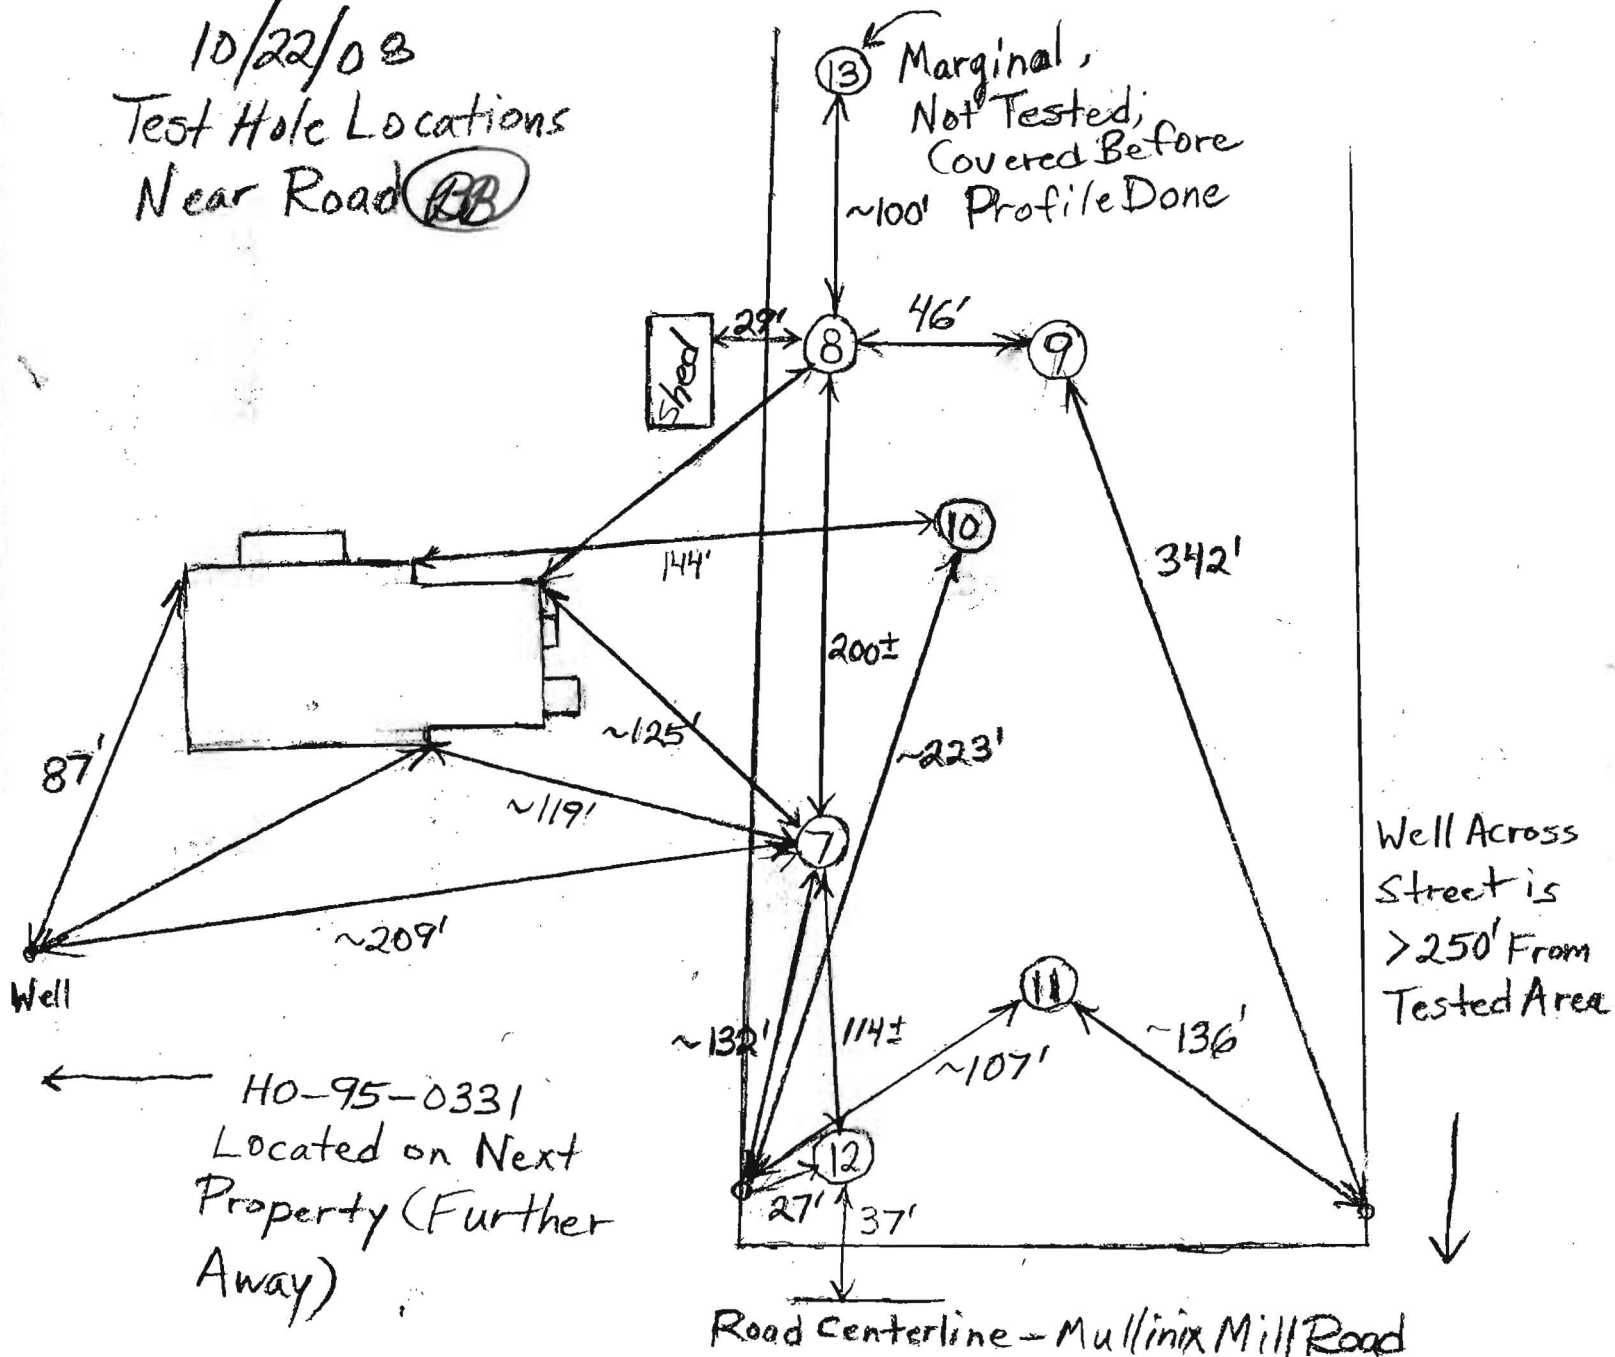 10/22/08
Test Hole Locations
Near Road BB
13
Marginal,
Not Tested;
Covered Before
Profile Done
~100'
Shed
29'
8
46'
9
10
144'
342'
200±
~125'
~223'
87'
~119'
7
~209'
Well
Well Across
Street is
>250' From
Tested Area
11
~132'
114±
~107'
~136'
HO-95-0331
Located on Next
Property (Further
Away)
12
27'
37'
Road Centerline - Mullinix Mill Road